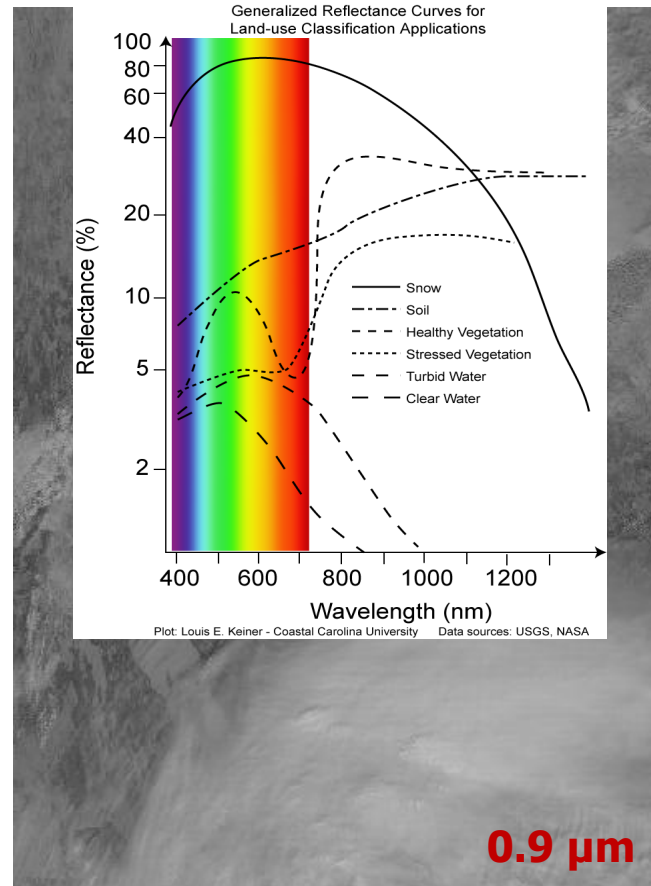 Generalized Reflectance Curves for
Land-use Classification Applications
100
80
60
40
20
10
5
2
Reflectance (%)
Snow
Soil
Healthy Vegetation
Stressed Vegetation
Turbid Water
Clear Water
400 600 800 1000 1200
Wavelength (nm)
Plot: Louis E. Keiner - Coastal Carolina University Data sources: USGS, NASA
0.9 µm